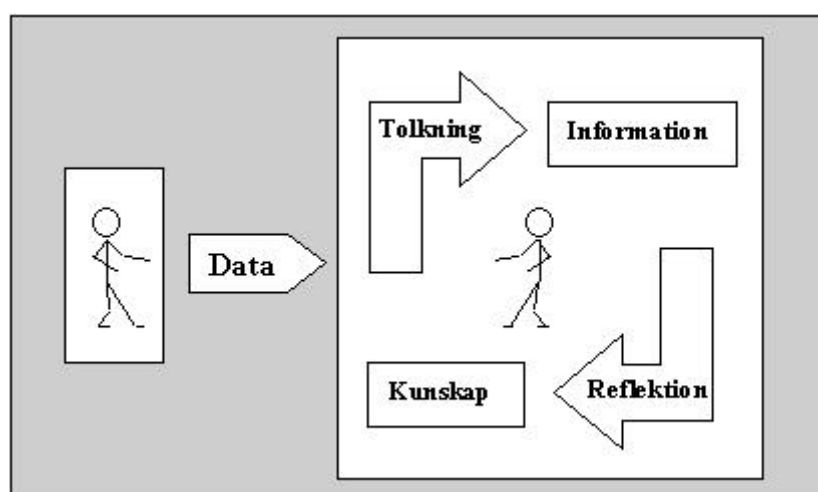 Tolkning
Information
Data
Kunskap
Reflektion